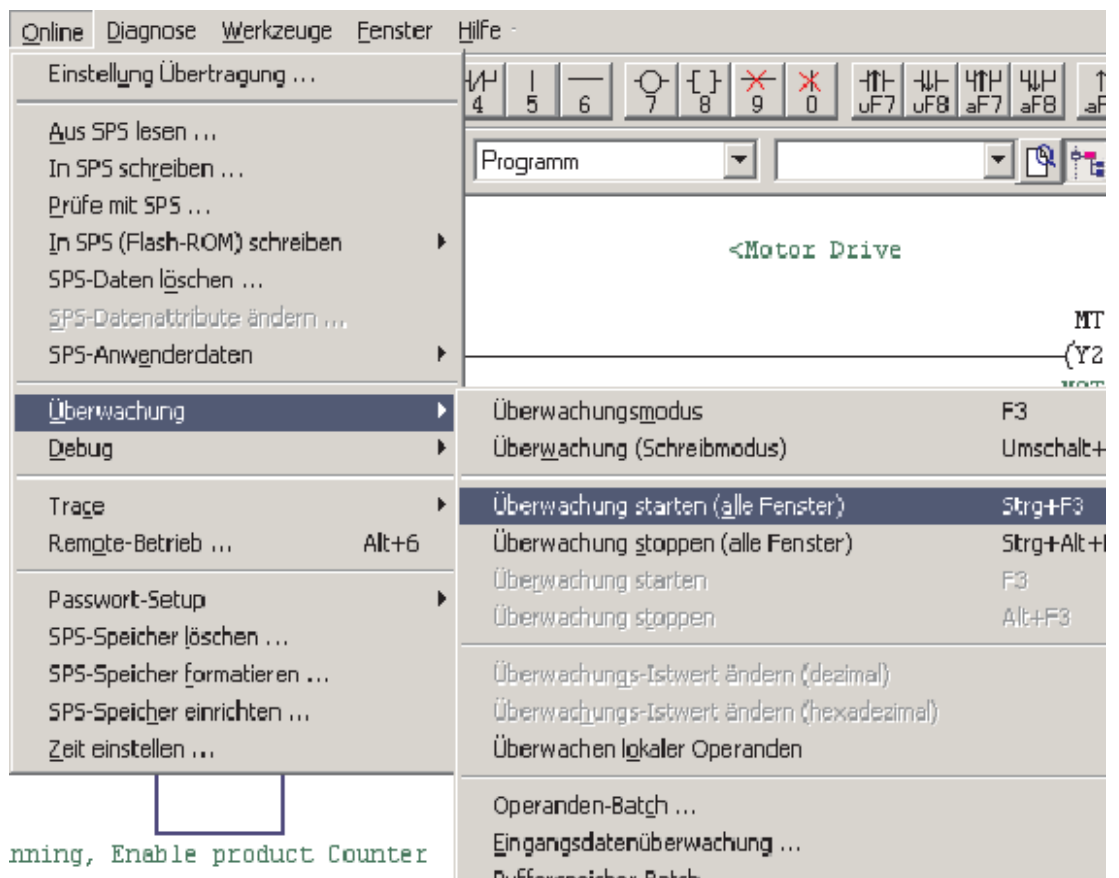 Online Diagnose Werkzeuge Fenster Hilfe
Einstellung Übertragung ...
Aus SPS lesen ...
In SPS schreiben ...
Prüfe mit SPS ...
In SPS (Flash-ROM) schreiben
SPS-Daten löschen ...
SPS-Datenattribute ändern ...
SPS-Anwenderdaten
Überwachung
Debug
Trace
Remote-Betrieb ... Alt+6
Passwort-Setup
SPS-Speicher löschen ...
SPS-Speicher formatieren ...
SPS-Speicher einrichten ...
Zeit einstellen ...
4 5 6 7 8 9 0 uF7 uF8 aF7 aF8
Programm
<Motor Drive
MT
(Y2
Überwachungsmodus F3
Überwachung (Schreibmodus) Umschalt+
Überwachung starten (alle Fenster) Strg+F3
Überwachung stoppen (alle Fenster) Strg+Alt+
Überwachung starten F3
Überwachung stoppen Alt+F3
Überwachungs-Istwert ändern (dezimal)
Überwachungs-Istwert ändern (hexadezimal)
Überwachen lokaler Operanden
Operanden-Batch ...
Eingangsdatenüberwachung ...
nning, Enable product Counter